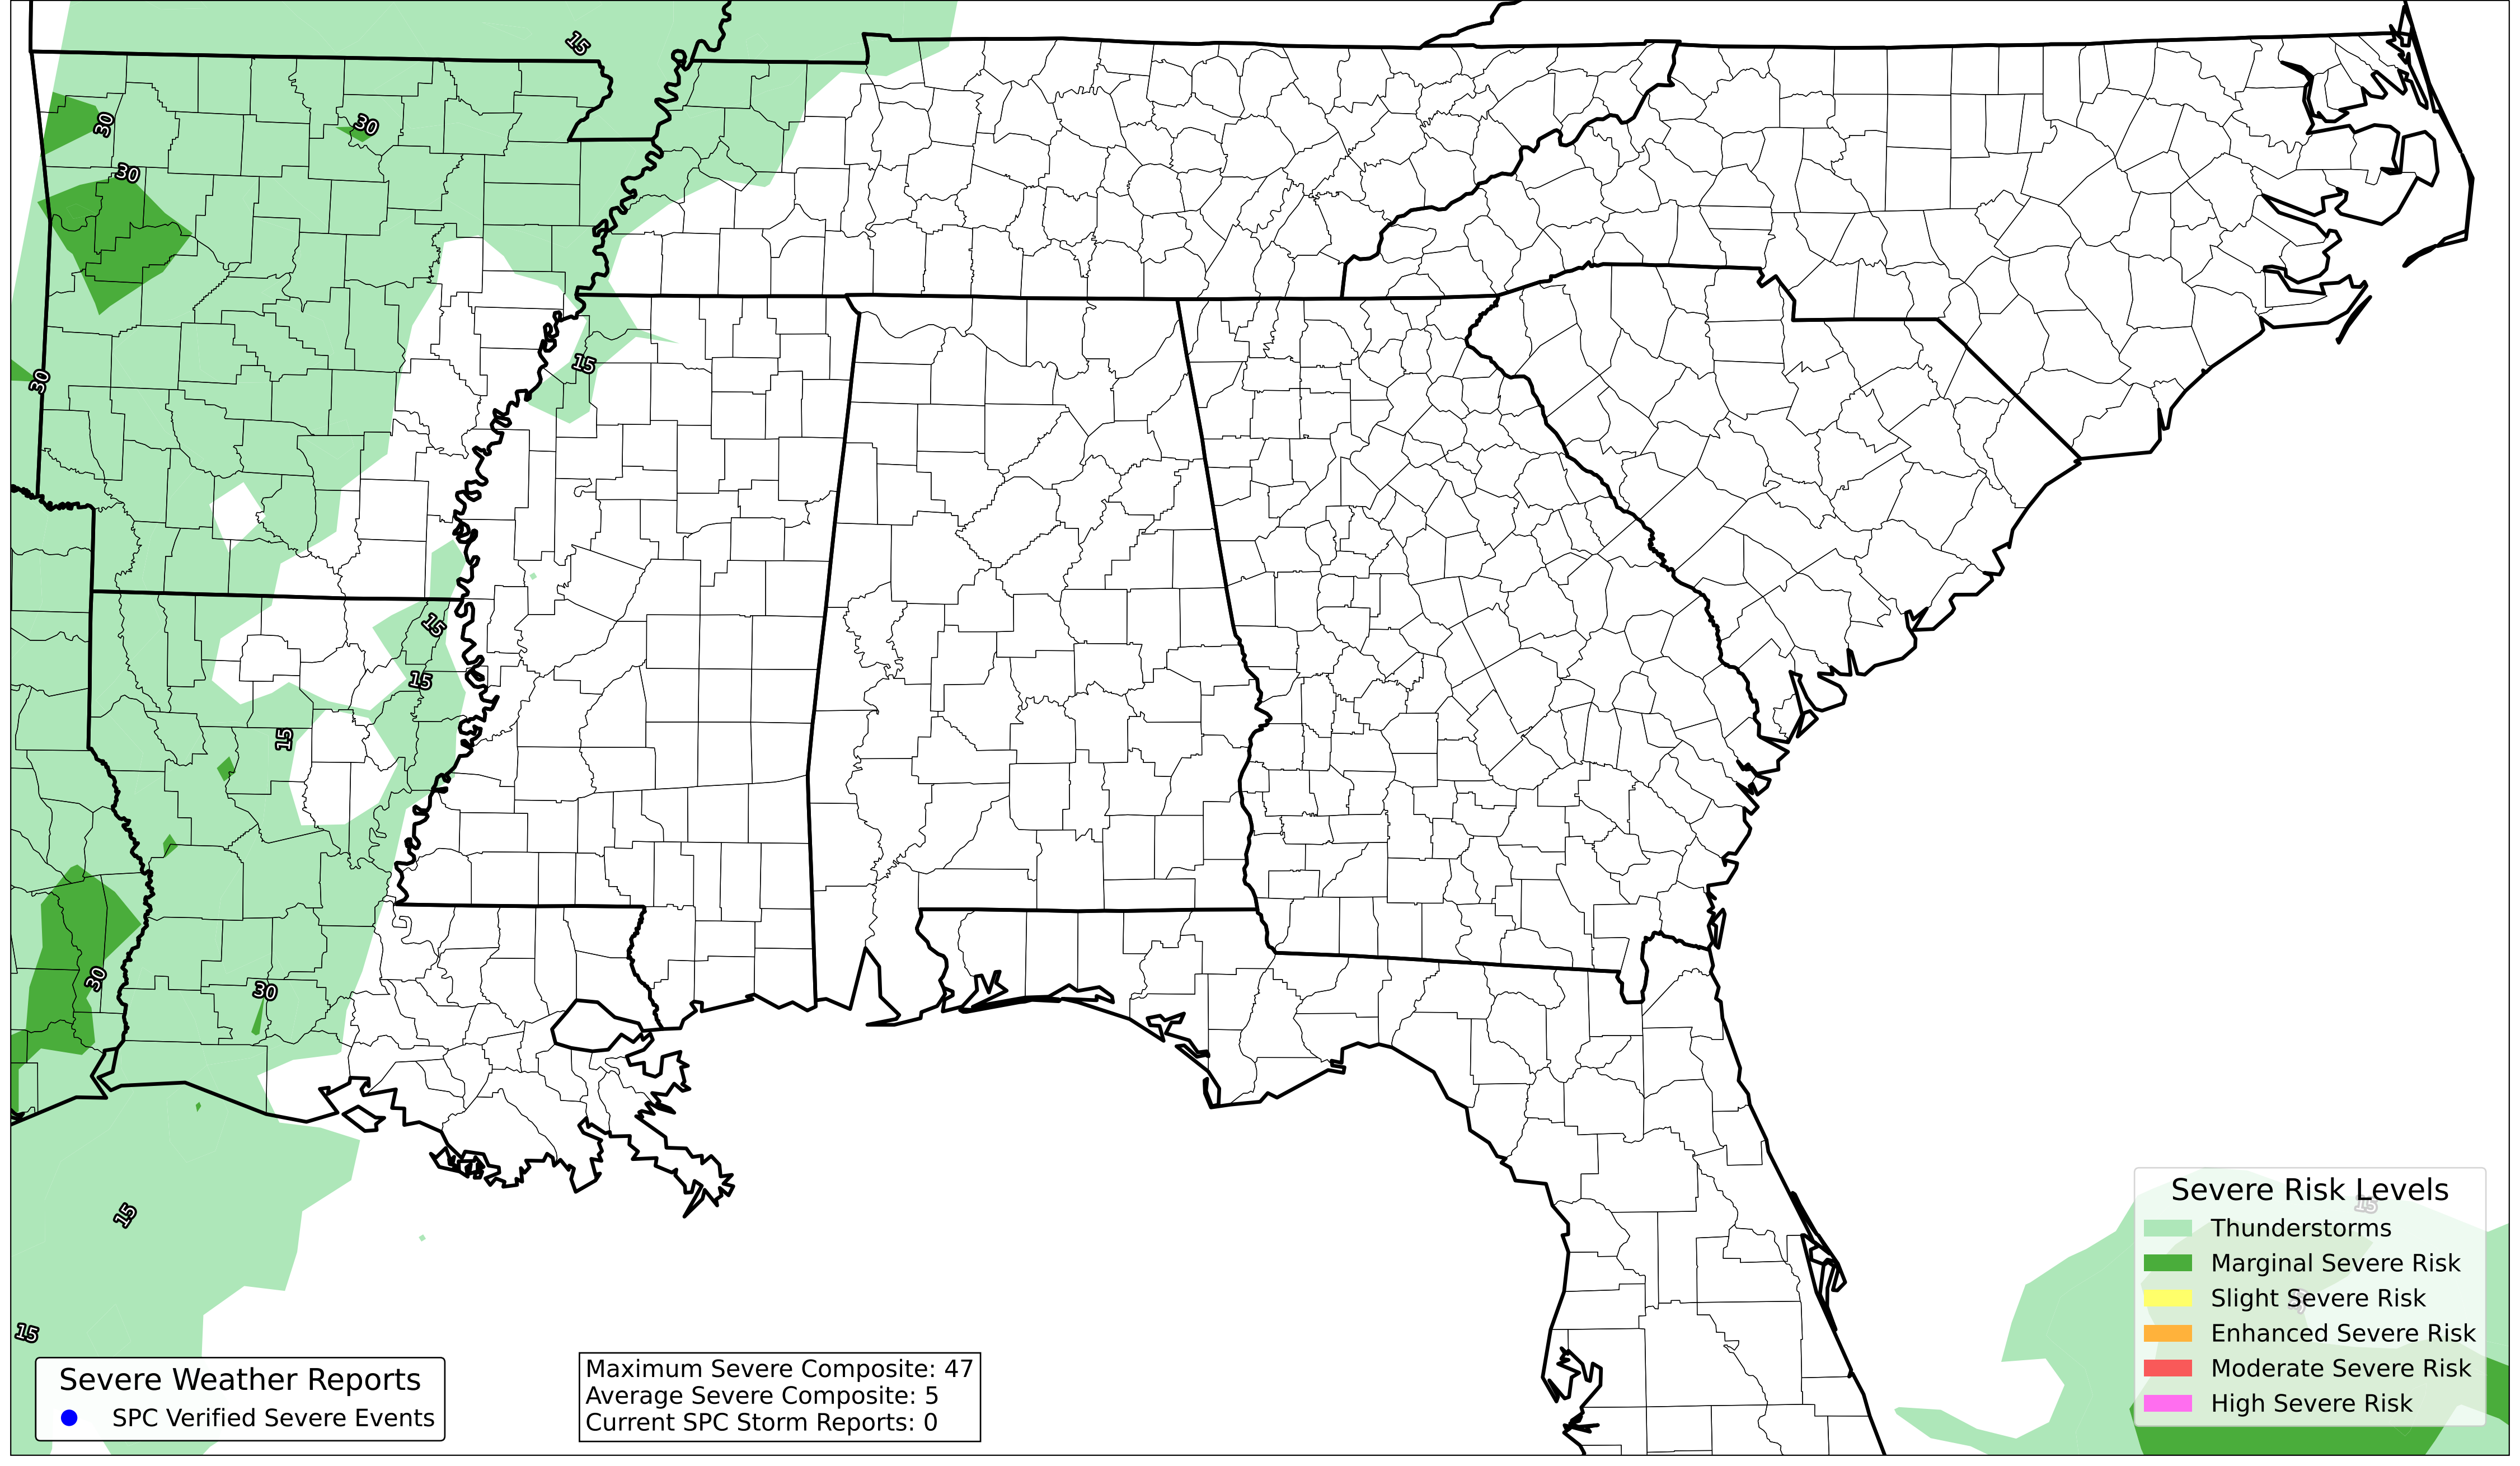 15
30
30
30
30
15
15
15
15
30
30
15
15
Severe Risk Levels
15
Thunderstorms
Marginal Severe Risk
Slight Severe Risk
Enhanced Severe Risk
Moderate Severe Risk
High Severe Risk
Severe Weather Reports
SPC Verified Severe Events
Maximum Severe Composite: 47
Average Severe Composite: 5
Current SPC Storm Reports: 0